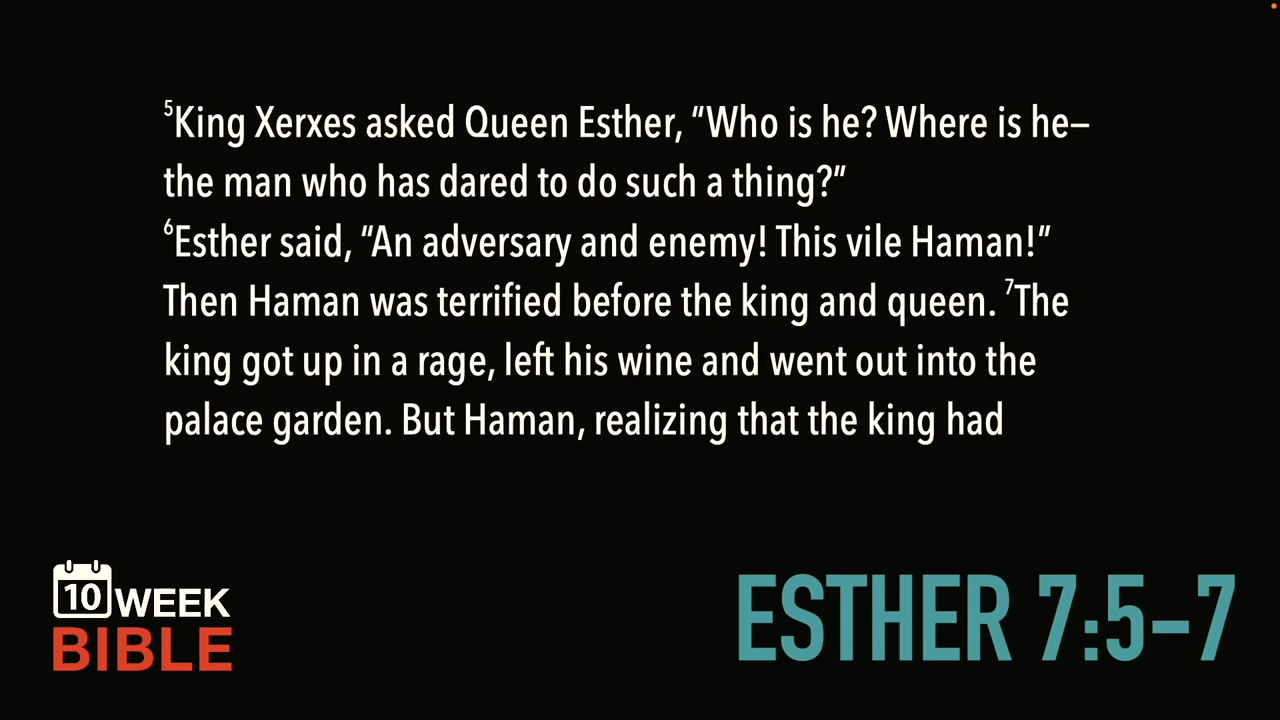 ⁵King Xerxes asked Queen Esther, “Who is he? Where is he—
the man who has dared to do such a thing?”
⁶Esther said, “An adversary and enemy! This vile Haman!”
Then Haman was terrified before the king and queen. ⁷The
king got up in a rage, left his wine and went out into the
palace garden. But Haman, realizing that the king had
10 WEEK
BIBLE
ESTHER 7:5–7